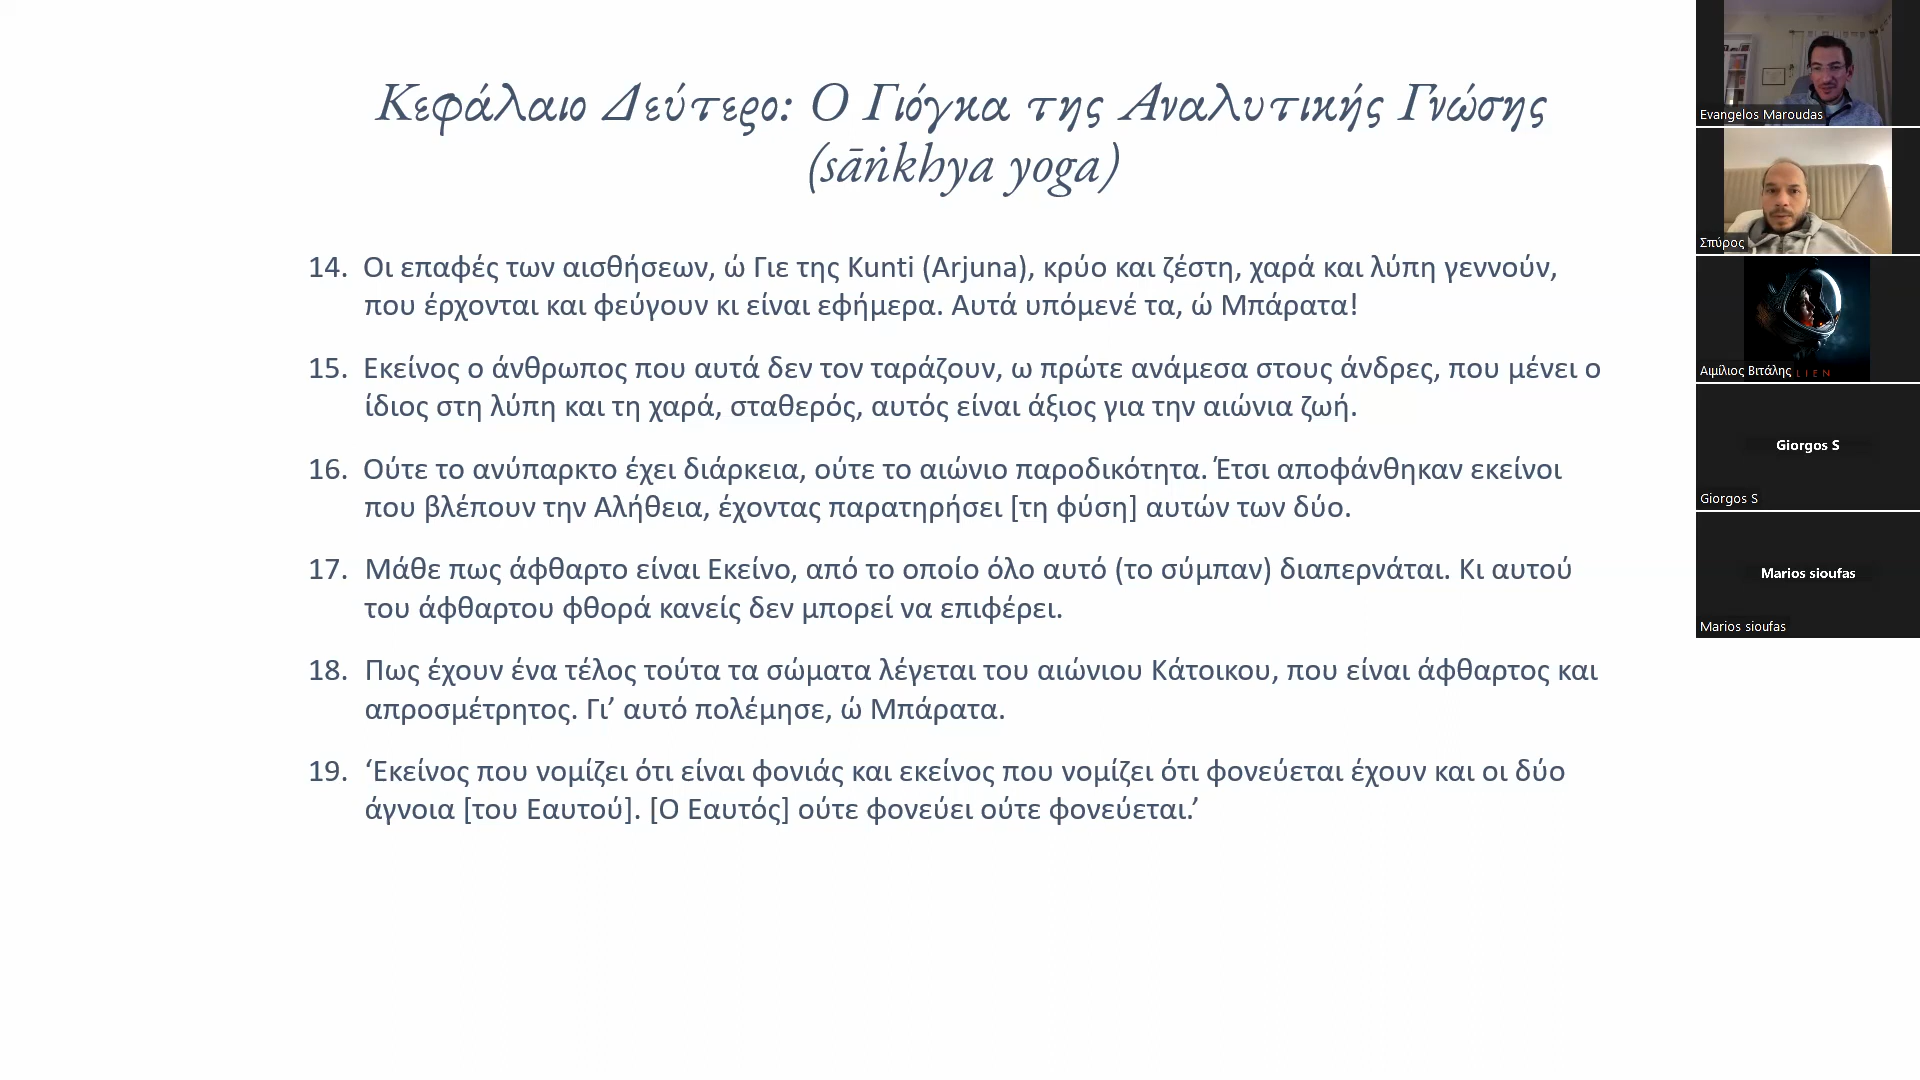 Κεφάλαιο Δεύτερο: Ο Γιόγκα της Αναλυτικής Γνώσης
(sāṅkhya yoga)
14. Οι επαφές των αισθήσεων, ώ Γιε της Kunti (Arjuna), κρύο και ζέστη, χαρά και λύπη γεννούν,
που έρχονται και φεύγουν κι είναι εφήμερα. Αυτά υπόμενέ τα, ώ Μπάρατα!
15. Εκείνος ο άνθρωπος που αυτά δεν τον ταράζουν, ω πρώτε ανάμεσα στους άνδρες, που μένει ο
ίδιος στη λύπη και τη χαρά, σταθερός, αυτός είναι άξιος για την αιώνια ζωή.
16. Ούτε το ανύπαρκτο έχει διάρκεια, ούτε το αιώνιο παροδικότητα. Έτσι αποφάνθηκαν εκείνοι
που βλέπουν την Αλήθεια, έχοντας παρατηρήσει [τη φύση] αυτών των δύο.
17. Μάθε πως άφθαρτο είναι Εκείνο, από το οποίο όλο αυτό (το σύμπαν) διαπερνάται. Κι αυτού
του άφθαρτου φθορά κανείς δεν μπορεί να επιφέρει.
18. Πως έχουν ένα τέλος τούτα τα σώματα λέγεται του αιώνιου Κάτοικου, που είναι άφθαρτος και
απροσμέτρητος. Γι’ αυτό πολέμησε, ώ Μπάρατα.
19. ‘Εκείνος που νομίζει ότι είναι φονιάς και εκείνος που νομίζει ότι φονεύεται έχουν και οι δύο
άγνοια [του Εαυτού]. [Ο Εαυτός] ούτε φονεύει ούτε φονεύεται.’
Evangelos Maroudas
Σπύρος
Αιμίλιος Βιτάλης
LIEN
Giorgos S
Giorgos S
Marios sioufas
Marios sioufas